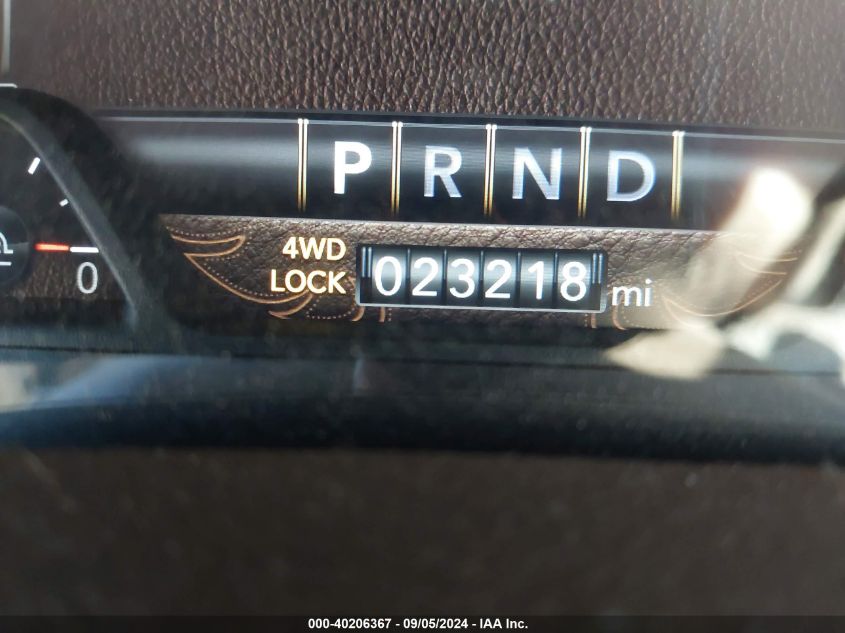 P R N D
4WD
LOCK
023218 mi
0
000-40206367 - 09/05/2024 - IAA Inc.